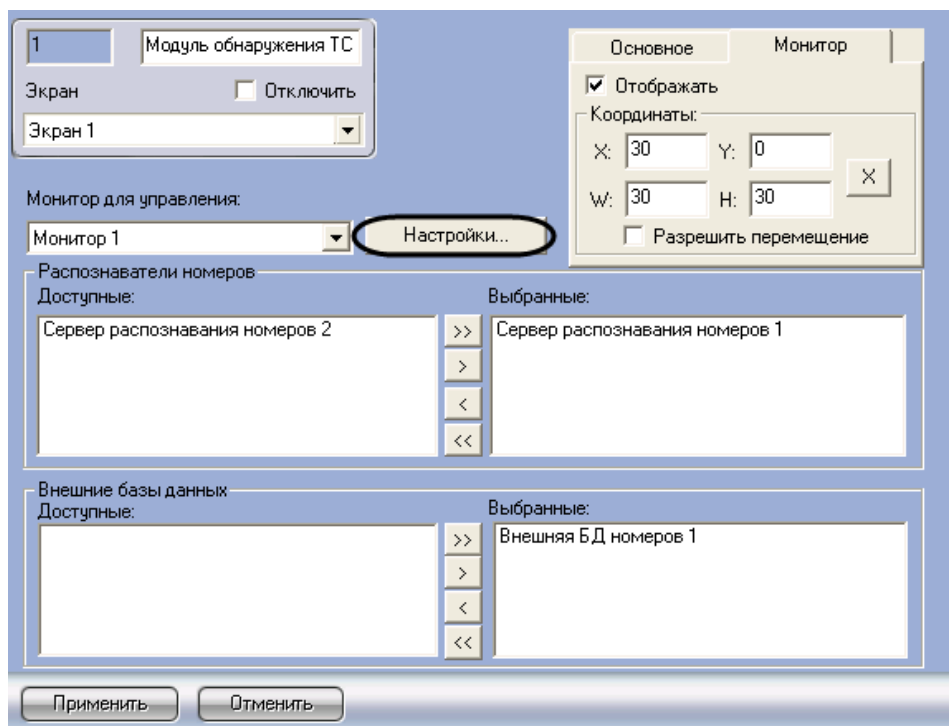 1
Модуль обнаружения ТС
Экран
Отключить
Экран 1
Основное
Монитор
Отображать
Координаты:
X: 30 Y: 0
X
W: 30 H: 30
Разрешить перемещение
Монитор для управления:
Монитор 1
Настройки...
Распознаватели номеров
Доступные:
Выбранные:
Сервер распознавания номеров 2
>>
Сервер распознавания номеров 1
>
<
<<
Внешние базы данных
Доступные:
Выбранные:
>>
Внешняя БД номеров 1
>
<
<<
Применить
Отменить